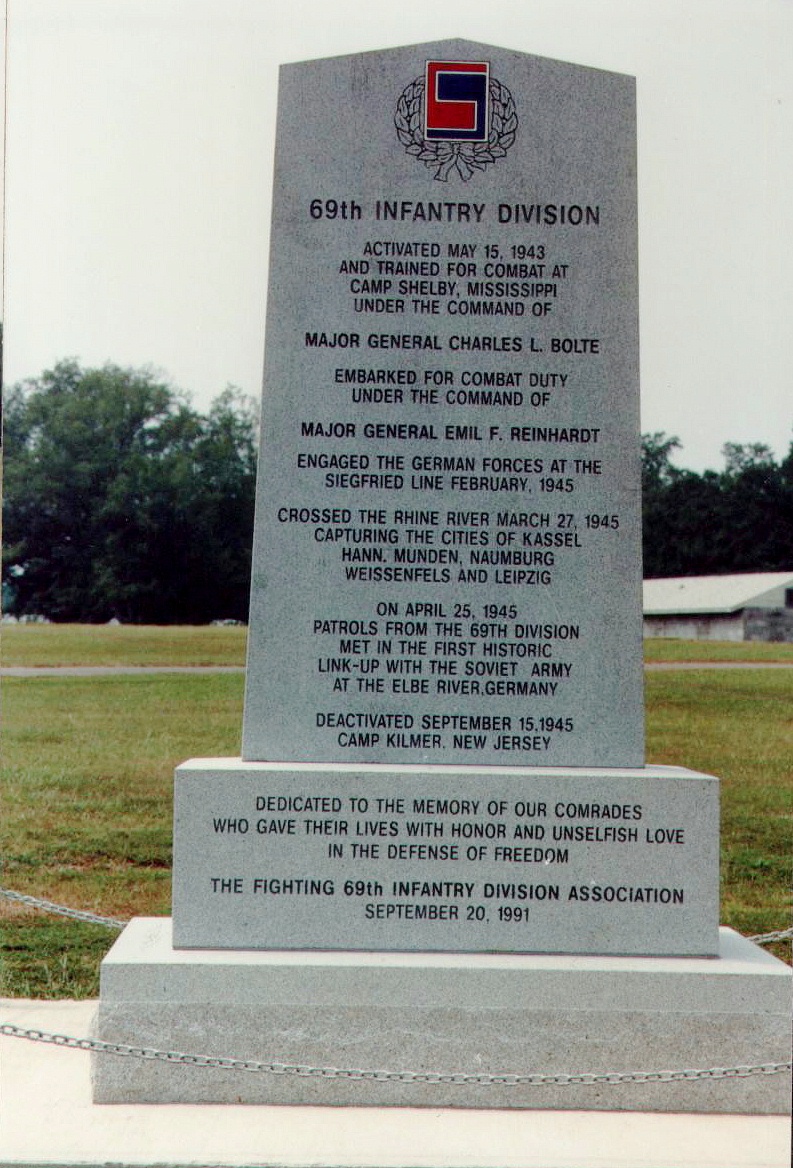 69th INFANTRY DIVISION
ACTIVATED MAY 15, 1943
AND TRAINED FOR COMBAT AT
CAMP SHELBY, MISSISSIPPI
UNDER THE COMMAND OF
MAJOR GENERAL CHARLES L. BOLTE
EMBARKED FOR COMBAT DUTY
UNDER THE COMMAND OF
MAJOR GENERAL EMIL F. REINHARDT
ENGAGED THE GERMAN FORCES AT THE
SIEGFRIED LINE FEBRUARY, 1945
CROSSED THE RHINE RIVER MARCH 27, 1945
CAPTURING THE CITIES OF KASSEL
HANN. MUNDEN, NAUMBURG
WEISSENFELS AND LEIPZIG
ON APRIL 25, 1945
PATROLS FROM THE 69TH DIVISION
MET IN THE FIRST HISTORIC
LINK-UP WITH THE SOVIET ARMY
AT THE ELBE RIVER,GERMANY
DEACTIVATED SEPTEMBER 15,1945
CAMP KILMER, NEW JERSEY
DEDICATED TO THE MEMORY OF OUR COMRADES
WHO GAVE THEIR LIVES WITH HONOR AND UNSELFISH LOVE
IN THE DEFENSE OF FREEDOM
THE FIGHTING 69th INFANTRY DIVISION ASSOCIATION
SEPTEMBER 20, 1991